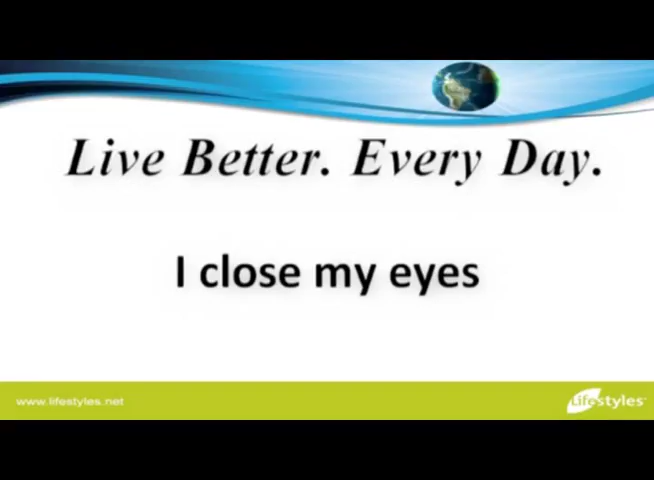 Live Better. Every Day.
I close my eyes
www.lifestyles.net
Lifestyles